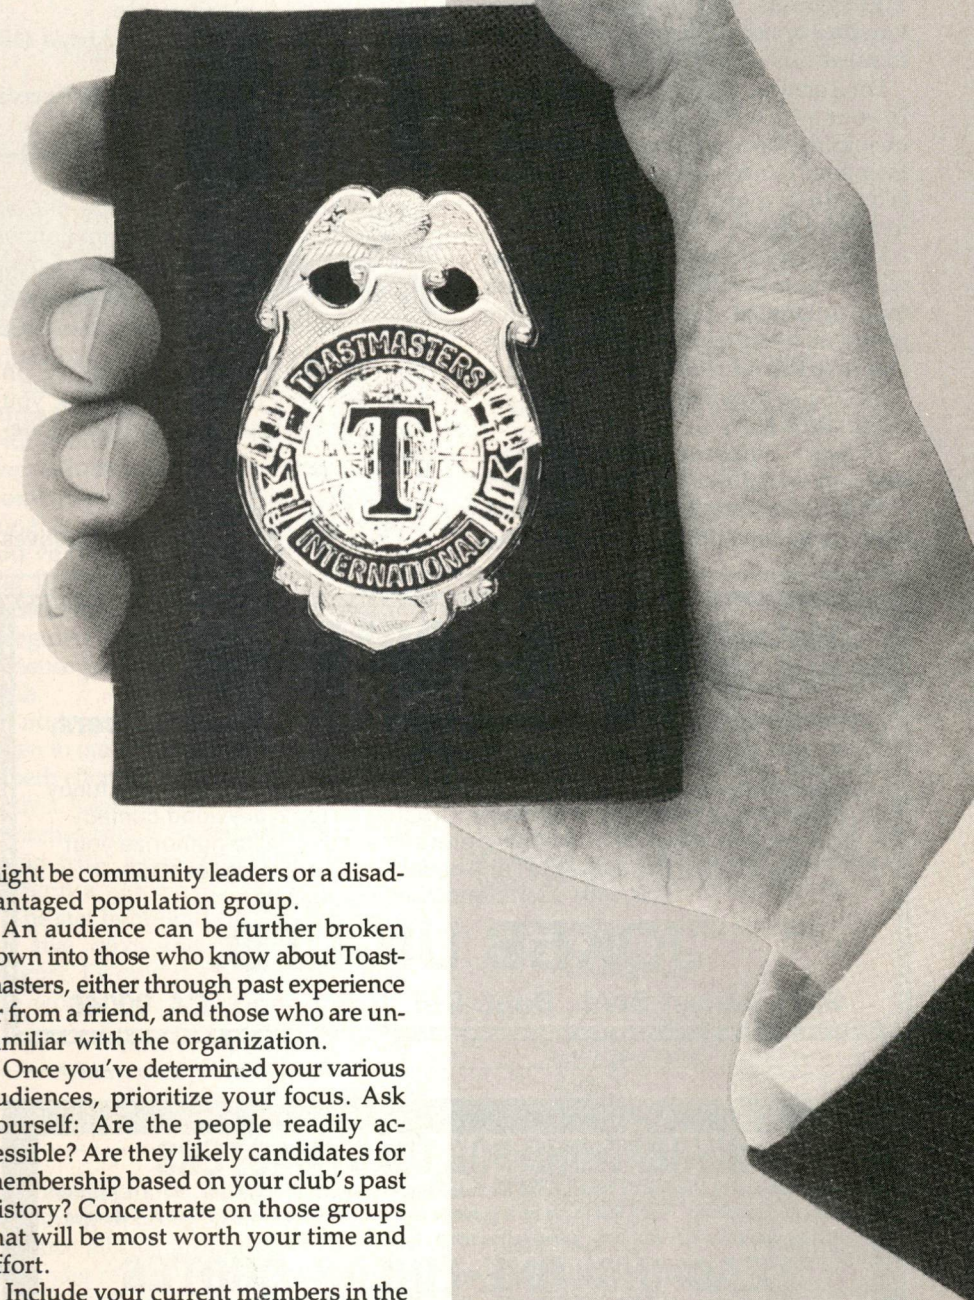 TOASTMASTERS
T
INTERNATIONAL
ight be community leaders or a disad-
antaged population group.
An audience can be further broken
own into those who know about Toast-
asters, either through past experience
from a friend, and those who are un-
miliar with the organization.
Once you've determined your various
udiences, prioritize your focus. Ask
ourself: Are the people readily ac-
essible? Are they likely candidates for
embership based on your club's past
istory? Concentrate on those groups
hat will be most worth your time and
ffort.
Include your current members in the